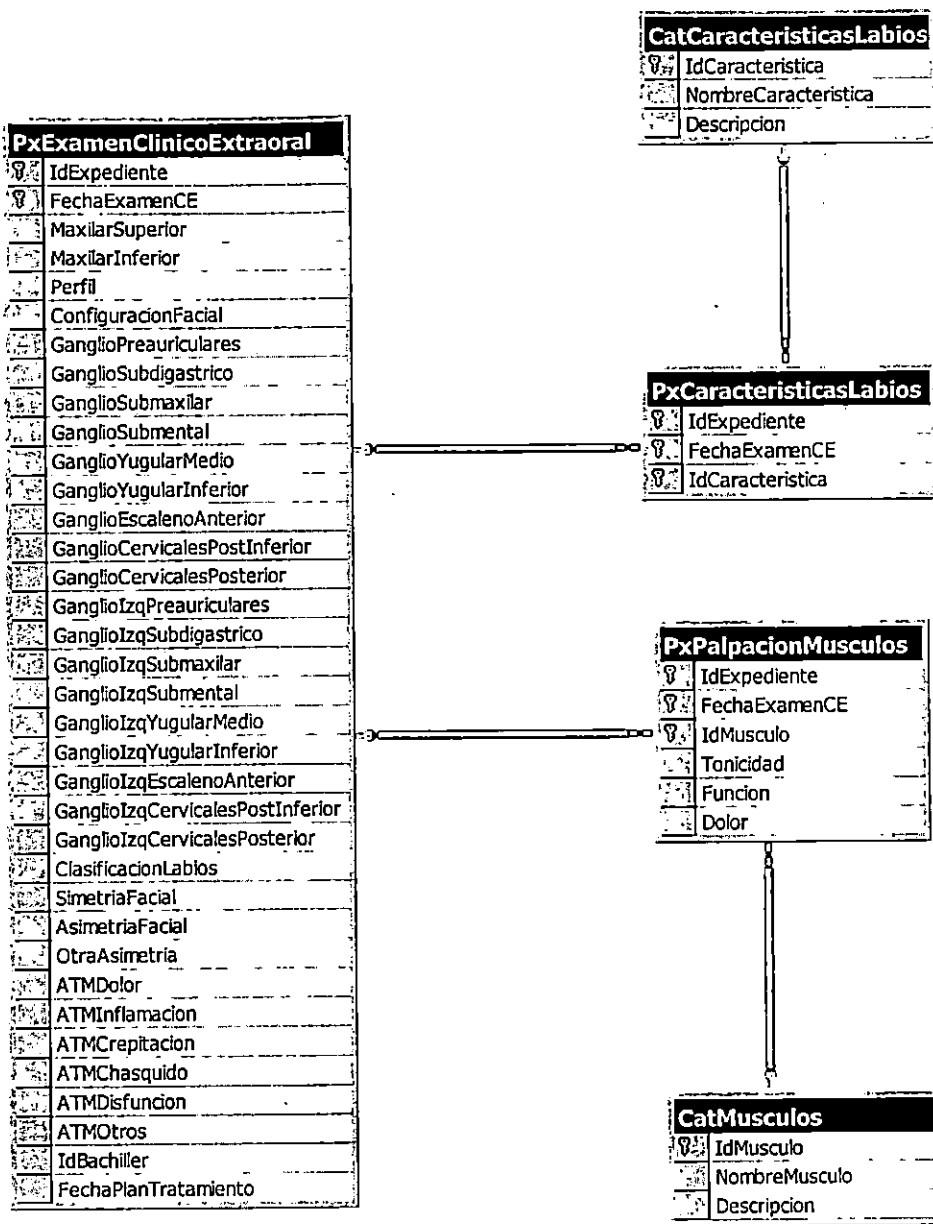 PxExamenClinicoExtraoral
IdExpediente
FechaExamenCE
MaxilarSuperior
MaxilarInferior
Perfil
ConfiguracionFacial
GanglioPreauriculares
GanglioSubdigastrico
GanglioSubmaxilar
GanglioSubmental
GanglioYugularMedio
GanglioYugularInferior
GanglioEscalenoAnterior
GanglioCervicalesPostInferior
GanglioCervicalesPosterior
GanglioIzqPreauriculares
GanglioIzqSubdigastrico
GanglioIzqSubmaxilar
GanglioIzqSubmental
GanglioIzqYugularMedio
GanglioIzqYugularInferior
GanglioIzqEscalenoAnterior
GanglioIzqCervicalesPostInferior
GanglioIzqCervicalesPosterior
ClasificacionLabios
SimetriaFacial
AsimetriaFacial
OtraAsimetria
ATMDolor
ATMInflamacion
ATMCrepitacion
ATMChasquido
ATMDisfuncion
ATMOtros
IdBachiller
FechaPlanTratamiento
CatCaracteristicasLabios
IdCaracteristica
NombreCaracteristica
Descripcion
PxCaracteristicasLabios
IdExpediente
FechaExamenCE
IdCaracteristica
PxPalpacionMusculos
IdExpediente
FechaExamenCE
IdMusculo
Tonicidad
Funcion
Dolor
CatMusculos
IdMusculo
NombreMusculo
Descripcion